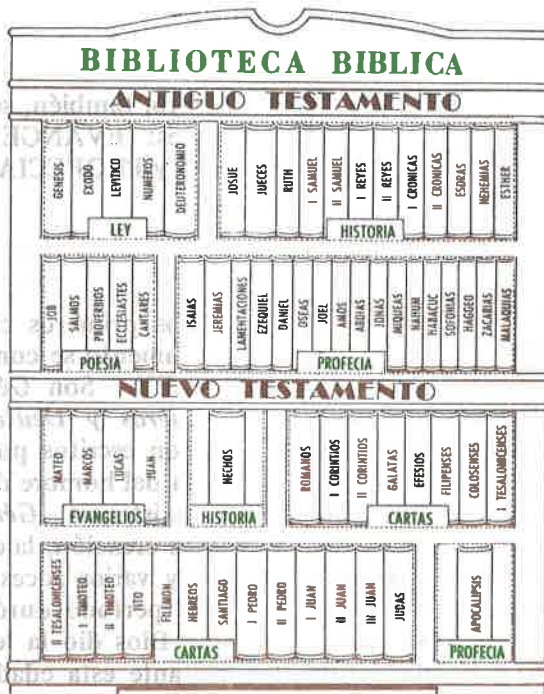 BIBLIOTECA BIBLICA
ANTIGUO TESTAMENTO
GENESIS
EXODO
LEVITICO
NUMEROS
DEUTERONOMIO
LEY
JOSUE
JUECES
RUTH
I SAMUEL
II SAMUEL
I REYES
II REYES
I CRONICAS
II CRONICAS
ESDRAS
NEHEMIAS
ESTHER
HISTORIA
JOB
SALMOS
PROVERBIOS
ECCLESIASTES
CANTARES
POESIA
ISAIAS
JEREMIAS
LAMENTACIONES
EZEQUIEL
DANIEL
OSEAS
JOEL
AMOS
ABDIAS
JONAS
MIQUEAS
NAHUM
HABACUC
SOFONIAS
HAGGEO
ZACARIAS
MALAQUIAS
PROFECIA
NUEVO TESTAMENTO
MATEO
MARCOS
LUCAS
JUAN
EVANGELIOS
HECHOS
HISTORIA
ROMANOS
I CORINTIOS
II CORINTIOS
GALATAS
EFESIOS
FILIPENSES
COLOSENSES
I TESALONICENSES
CARTAS
II TESALONICENSES
I TIMOTEO
II TIMOTEO
TITO
FILEMON
HEBREOS
SANTIAGO
I PEDRO
II PEDRO
I JUAN
II JUAN
III JUAN
JUDAS
CARTAS
APOCALIPSIS
PROFECIA